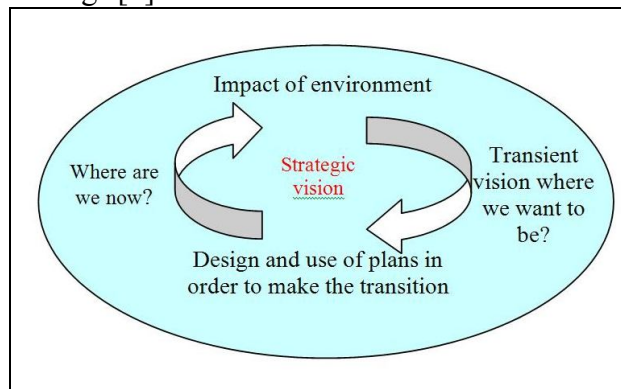 Impact of environment
Where are
we now?
Strategic
vision
Transient
vision where
we want to
be?
Design and use of plans in
order to make the transition